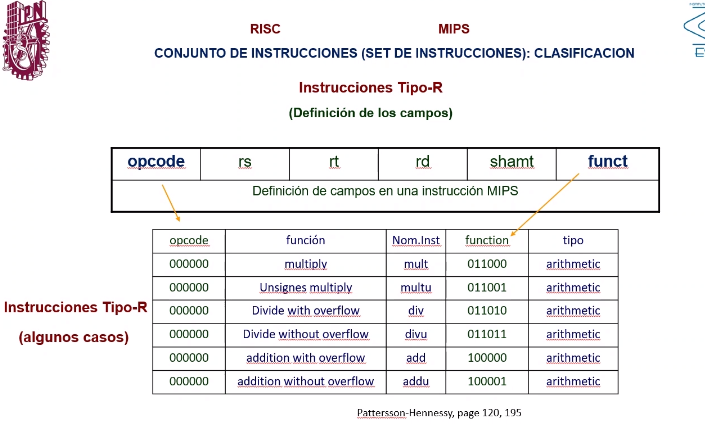 RISC MIPS
CONJUNTO DE INSTRUCCIONES (SET DE INSTRUCCIONES): CLASIFICACION
Instrucciones Tipo-R
(Definición de los campos)
opcode rs rt rd shamt funct
Definición de campos en una instrucción MIPS
opcode función Nom.Inst function tipo
000000 multiply mult 011000 arithmetic
000000 Unsignes multiply multu 011001 arithmetic
000000 Divide with overflow div 011010 arithmetic
000000 Divide without overflow divu 011011 arithmetic
000000 addition with overflow add 100000 arithmetic
000000 addition without overflow addu 100001 arithmetic
Instrucciones Tipo-R
(algunos casos)
Pattersson-Hennessy, page 120, 195